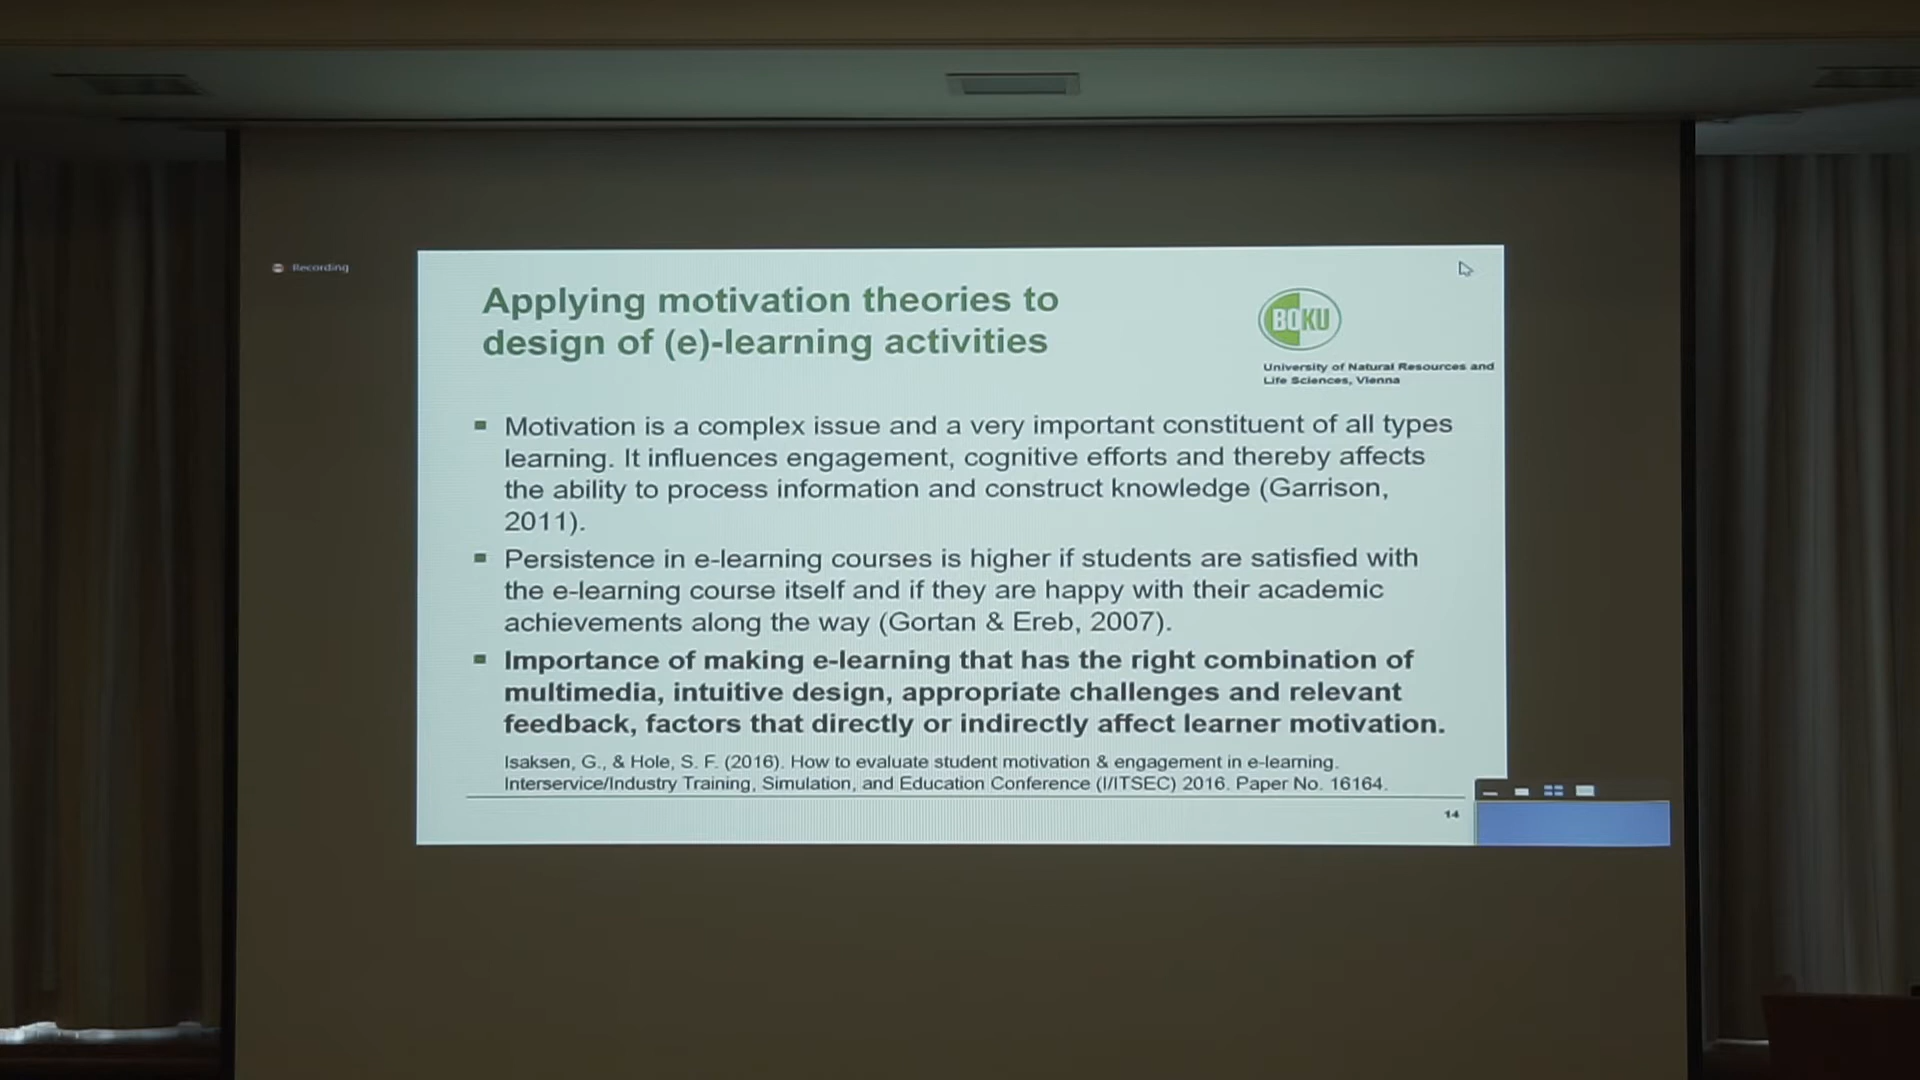 Recording
Applying motivation theories to
design of (e)-learning activities
BOKU
University of Natural Resources and
Life Sciences, Vienna
Motivation is a complex issue and a very important constituent of all types
learning. It influences engagement, cognitive efforts and thereby affects
the ability to process information and construct knowledge (Garrison,
2011).
Persistence in e-learning courses is higher if students are satisfied with
the e-learning course itself and if they are happy with their academic
achievements along the way (Gortan & Ereb, 2007).
Importance of making e-learning that has the right combination of
multimedia, intuitive design, appropriate challenges and relevant
feedback, factors that directly or indirectly affect learner motivation.
Isaksen, G., & Hole, S. F. (2016). How to evaluate student motivation & engagement in e-learning.
Interservice/Industry Training, Simulation, and Education Conference (I/ITSEC) 2016. Paper No. 16164.
14